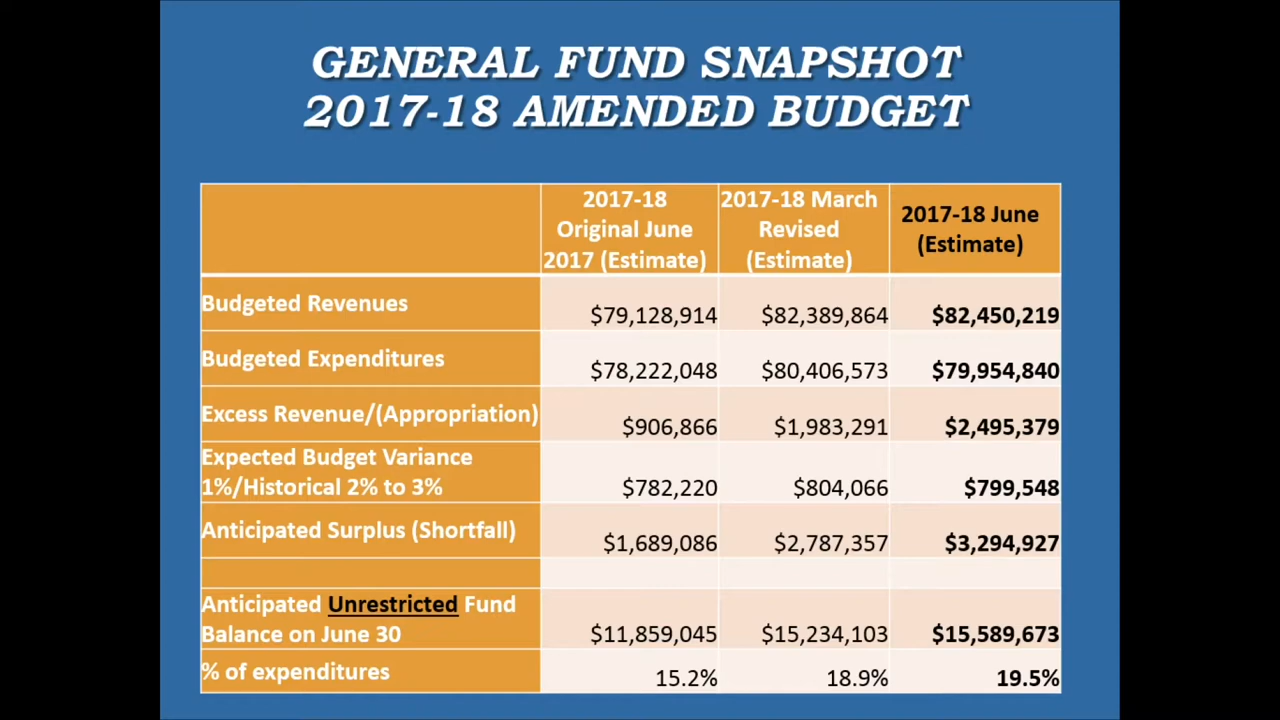 GENERAL FUND SNAPSHOT
2017-18 AMENDED BUDGET
2017-18 Original June 2017 (Estimate) 2017-18 March Revised (Estimate) 2017-18 June (Estimate)
Budgeted Revenues $79,128,914 $82,389,864 $82,450,219
Budgeted Expenditures $78,222,048 $80,406,573 $79,954,840
Excess Revenue/(Appropriation) $906,866 $1,983,291 $2,495,379
Expected Budget Variance
1%/Historical 2% to 3% $782,220 $804,066 $799,548
Anticipated Surplus (Shortfall) $1,689,086 $2,787,357 $3,294,927
Anticipated Unrestricted Fund
Balance on June 30 $11,859,045 $15,234,103 $15,589,673
% of expenditures 15.2% 18.9% 19.5%